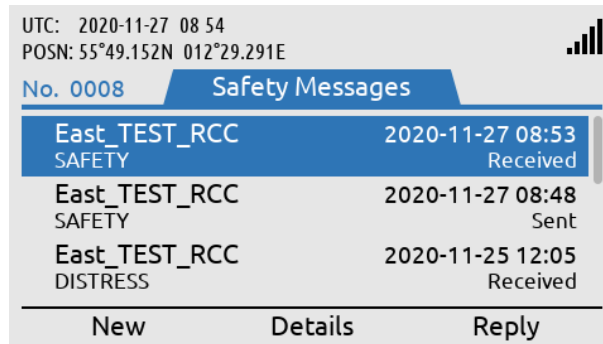 UTC: 2020-11-27 08 54
POSN: 55°49.152N 012°29.291E
No. 0008 Safety Messages
East_TEST_RCC 2020-11-27 08:53
SAFETY Received
East_TEST_RCC 2020-11-27 08:48
SAFETY Sent
East_TEST_RCC 2020-11-25 12:05
DISTRESS Received
New Details Reply